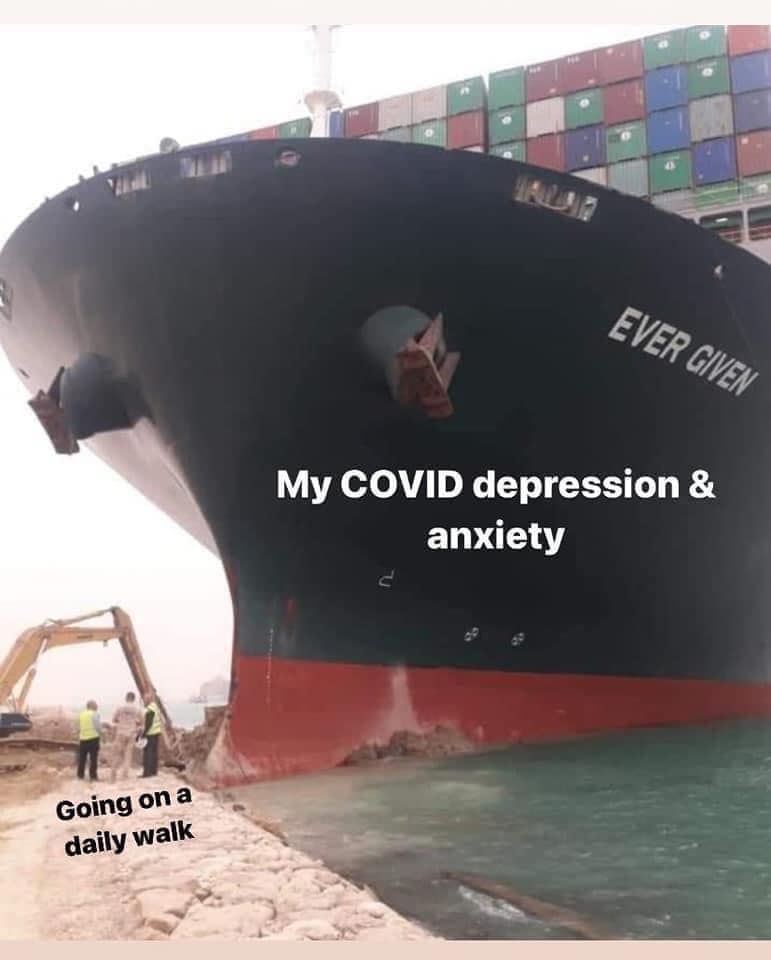 EVER GIVEN
My COVID depression &
anxiety
Going on a
daily walk